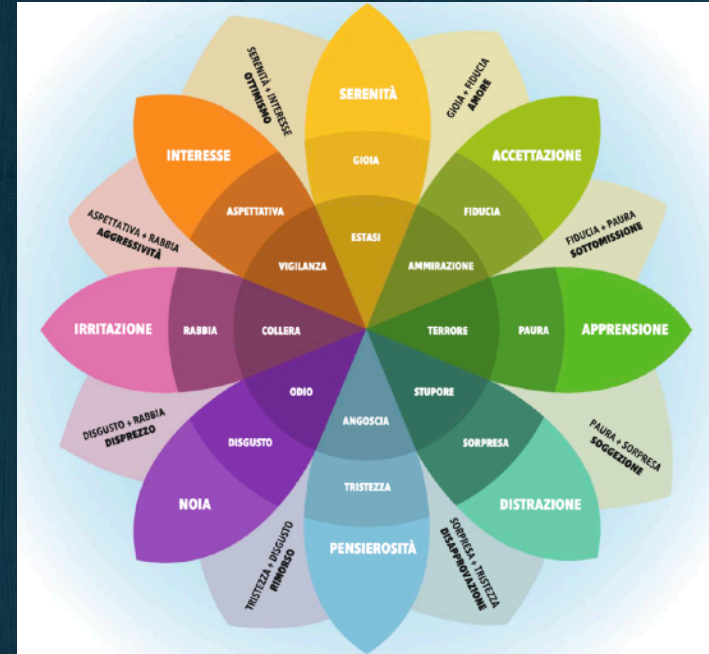 SERENITÀ + INTERESSE
OTTIMISMO
SERENITÀ
GIOIA + FIDUCIA
AMORE
INTERESSE
GIOIA
ACCETTAZIONE
ASPETTATIVA
FIDUCIA
ASPETTATIVA + RABBIA
AGGRESSIVITÀ
ESTASI
FIDUCIA + PAURA
SOTTOMISSIONE
VIGILANZA
AMMIRAZIONE
IRRITAZIONE
RABBIA
COLLERA
TERRORE
PAURA
APPRENSIONE
ODIO
STUPORE
DISGUSTO + RABBIA
DISPREZZO
ANGOSCIA
PAURA + SORPRESA
SOGGEZIONE
DISGUSTO
SORPRESA
TRISTEZZA
NOIA
DISTRAZIONE
TRISTEZZA + DISGUSTO
RIMORSO
PENSIEROSITÀ
SORPRESA + TRISTEZZA
DISAPPROVAZIONE